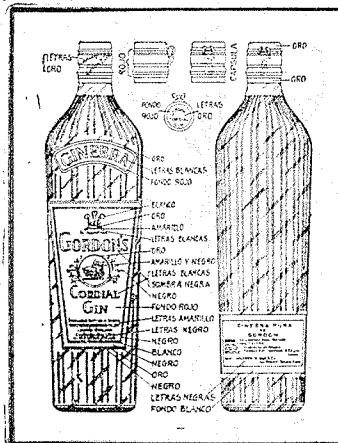 ORO
LETRAS
ORO
ROJO
CAPSULA
ORO
FONDO
ROJO
LETRAS
ORO
GINEBRA
ORO
LETRAS BLANCAS
FONDO ROJO
BLANCO
ORO
AMARILLO
LETRAS BLANCAS
ORO
AMARILLO Y NEGRO
LETRAS BLANCAS
SOMBRA NEGRA
NEGRO
FONDO ROJO
LETRAS AMARILLO
LETRAS NEGRO
NEGRO
BLANCO
NEGRO
ORO
NEGRO
LETRAS NEGRAS
FONDO BLANCO
GORDON'S
CORDIAL
GIN
GINEBRA PURA
DE
GORDON